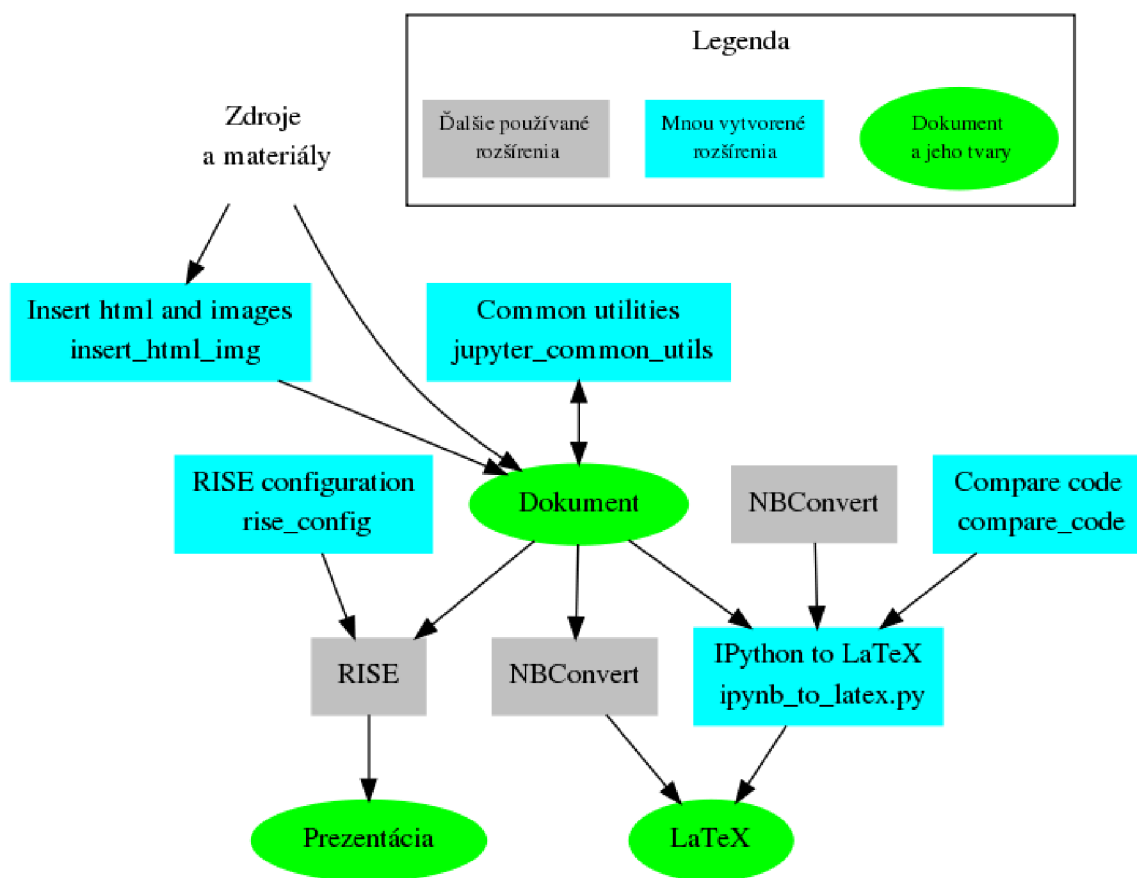 Legenda
Ďalšie používané
rozšírenia
Mnou vytvorené
rozšírenia
Dokument
a jeho tvary
Zdroje
a materiály
Insert html and images
insert_html_img
Common utilities
jupyter_common_utils
RISE configuration
rise_config
Dokument
NBConvert
Compare code
compare_code
RISE
NBConvert
IPython to LaTeX
ipynb_to_latex.py
Prezentácia
LaTeX